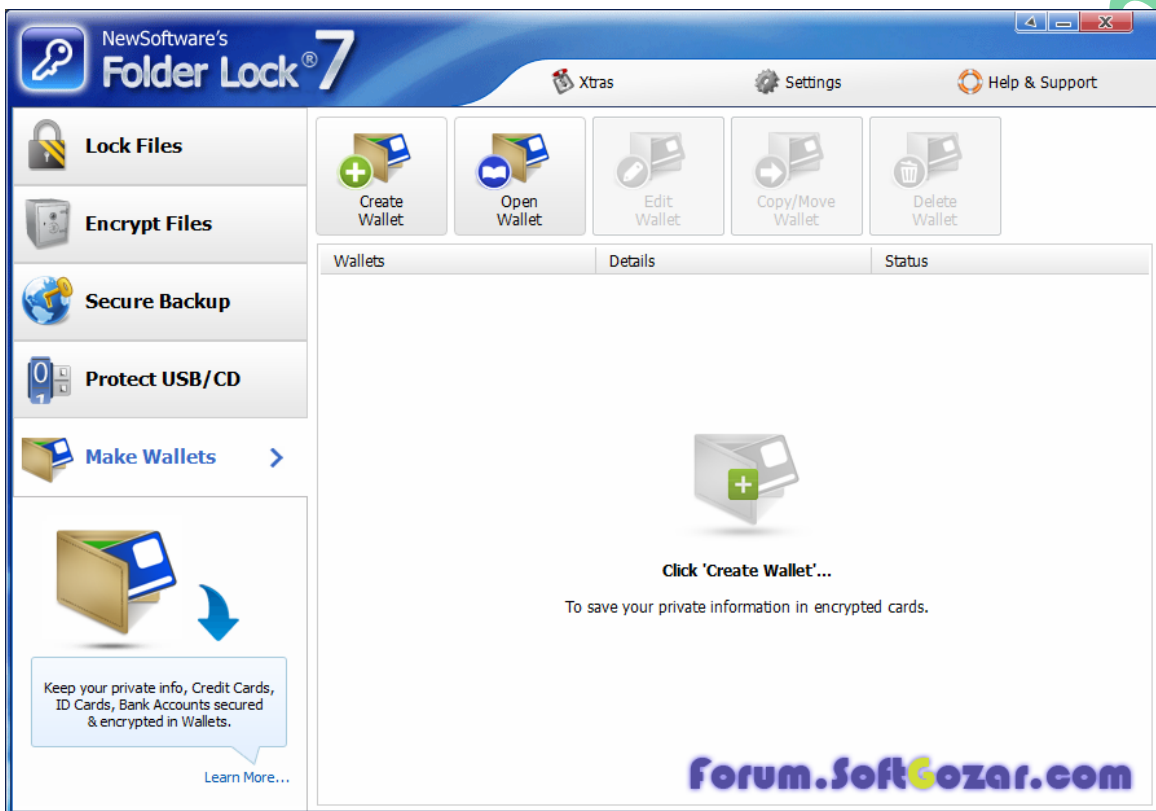 NewSoftware's
Folder Lock®7
Xtras
Settings
Help & Support
Lock Files
Encrypt Files
Secure Backup
Protect USB/CD
Make Wallets
Create
Wallet
Open
Wallet
Edit
Wallet
Copy/Move
Wallet
Delete
Wallet
Wallets
Details
Status
Click 'Create Wallet'...
To save your private information in encrypted cards.
Keep your private info, Credit Cards,
ID Cards, Bank Accounts secured
& encrypted in Wallets.
Learn More...
Forum.SoftGozar.com